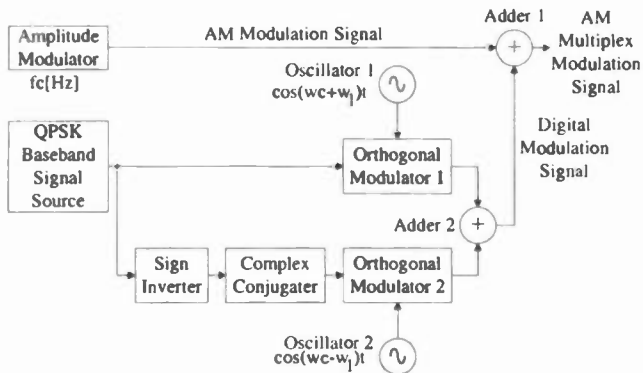 Amplitude
Modulator
fc[Hz]
AM Modulation Signal
Adder 1
AM
Multiplex
Modulation
Signal
Oscillator 1
cos(wc+w1)t
QPSK
Baseband
Signal
Source
Orthogonal
Modulator 1
Digital
Modulation
Signal
Adder 2
Sign
Inverter
Complex
Conjugater
Orthogonal
Modulator 2
Oscillator 2
cos(wc-w1)t